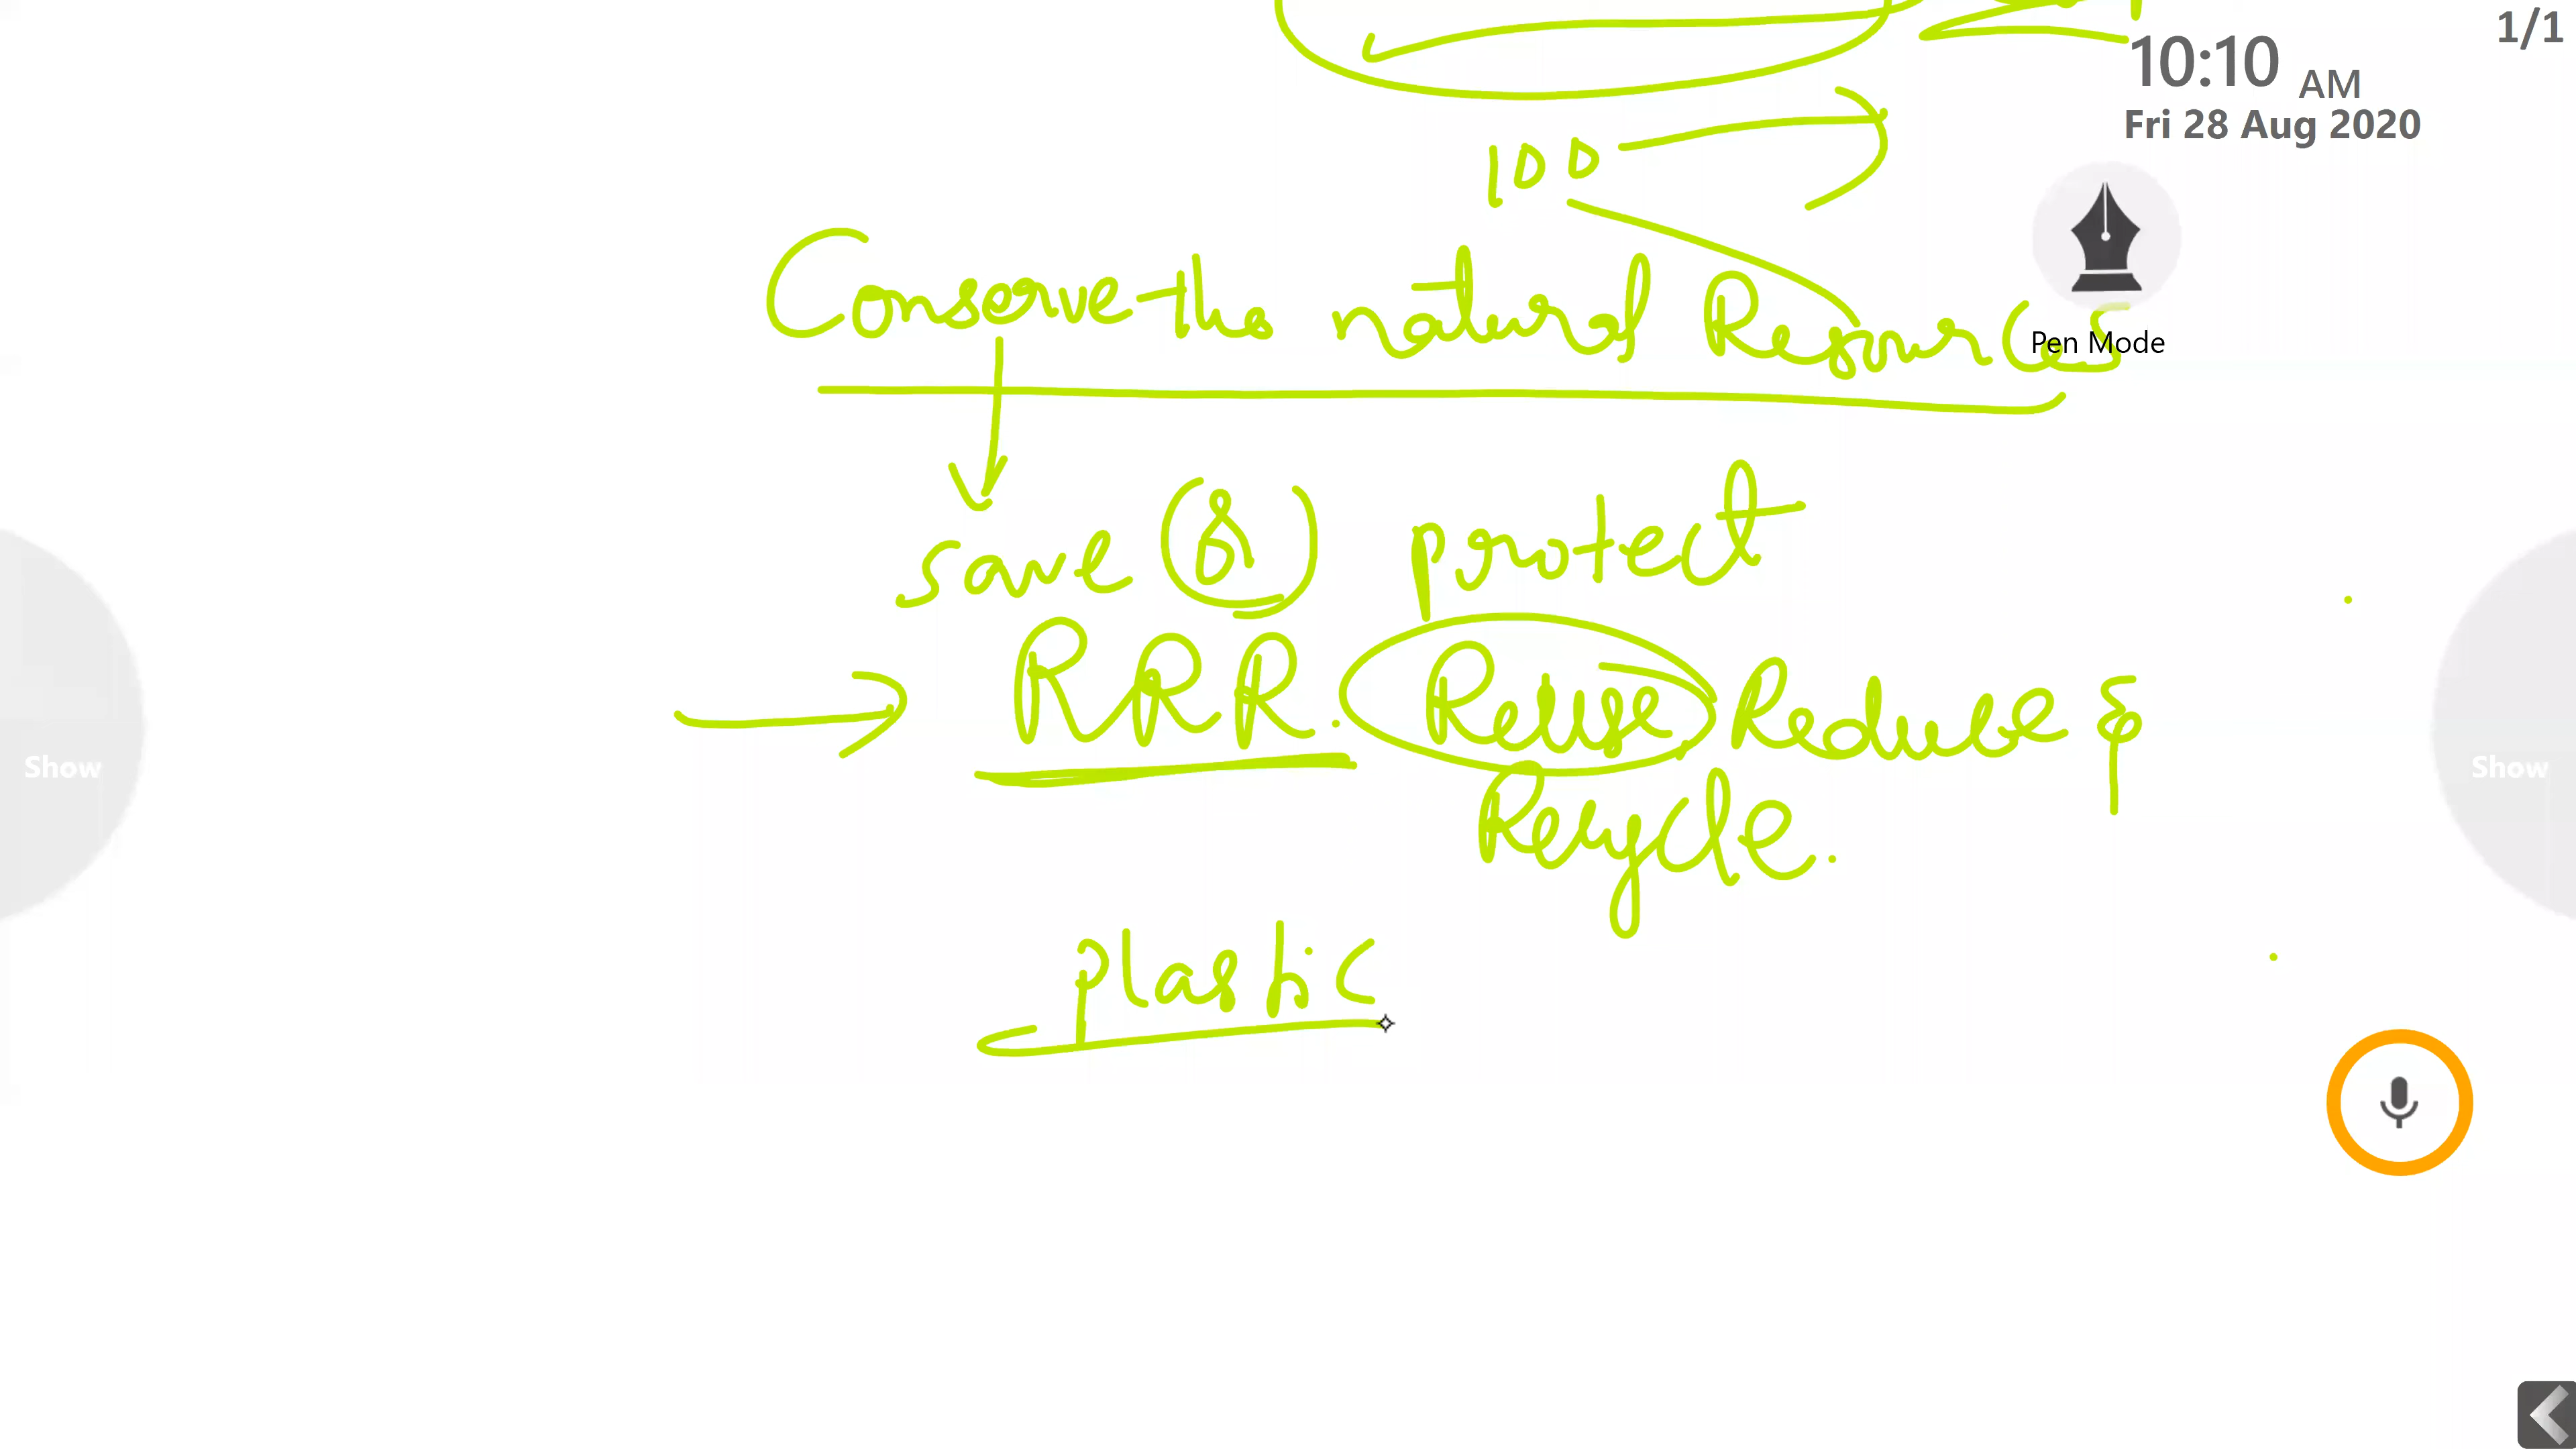 1/1
10:10 AM
Fri 28 Aug 2020
100
Conserve the natural Resources
Pen Mode
save (&) protect
RRR. Reuse, Reduce &
Recycle.
Show
Show
plastic